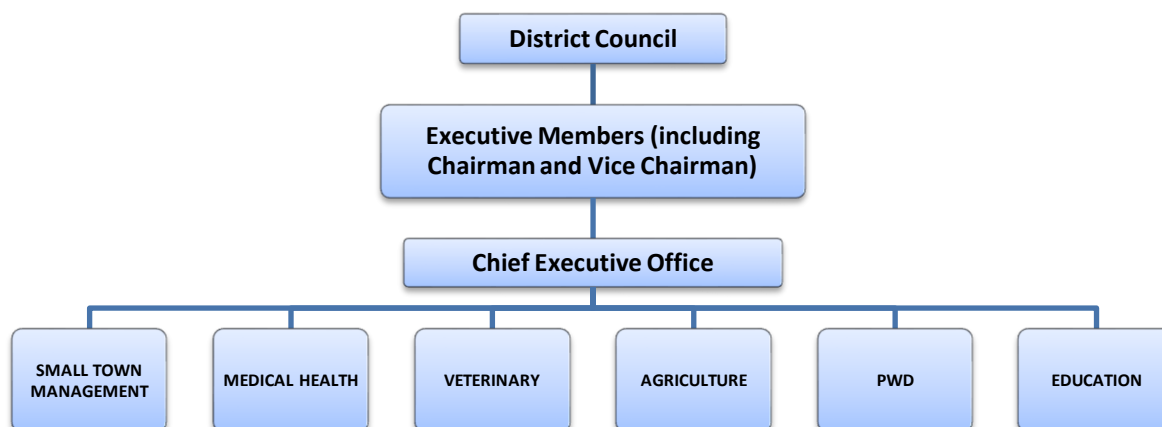 District Council
Executive Members (including
Chairman and Vice Chairman)
Chief Executive Office
SMALL TOWN
MANAGEMENT
MEDICAL HEALTH
VETERINARY
AGRICULTURE
PWD
EDUCATION